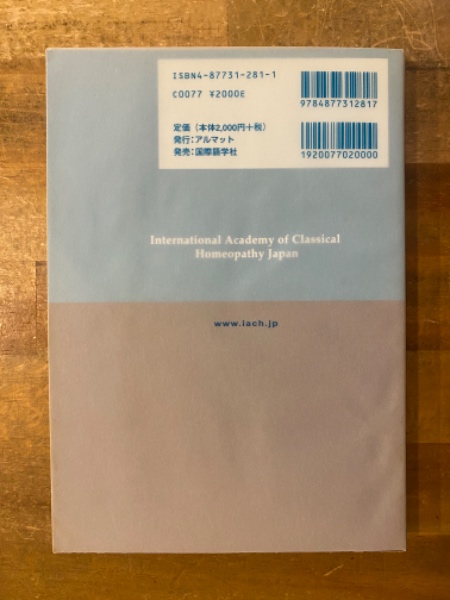 ISBN4-87731-281-1
C0077 ¥2000E
定価（本体2,000円+税）
発行：アルマット
発売：国際語学社
9784877312817
1920077020000
International Academy of Classical
Homeopathy Japan
www.iach.jp